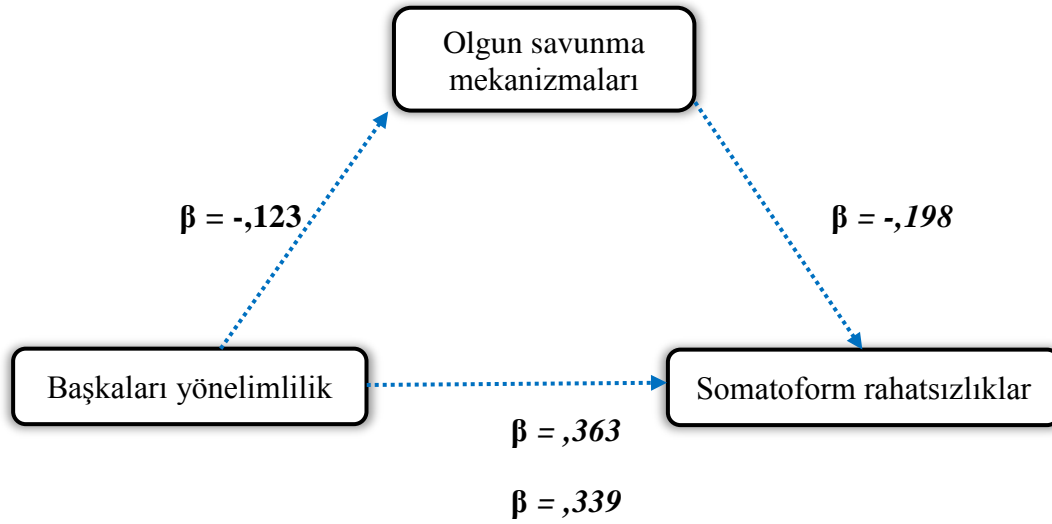 Olgun savunma
mekanizmaları
β = -,123
β = -,198
Başkaları yönelimlilik
Somatoform rahatsızlıklar
β = ,363
β = ,339